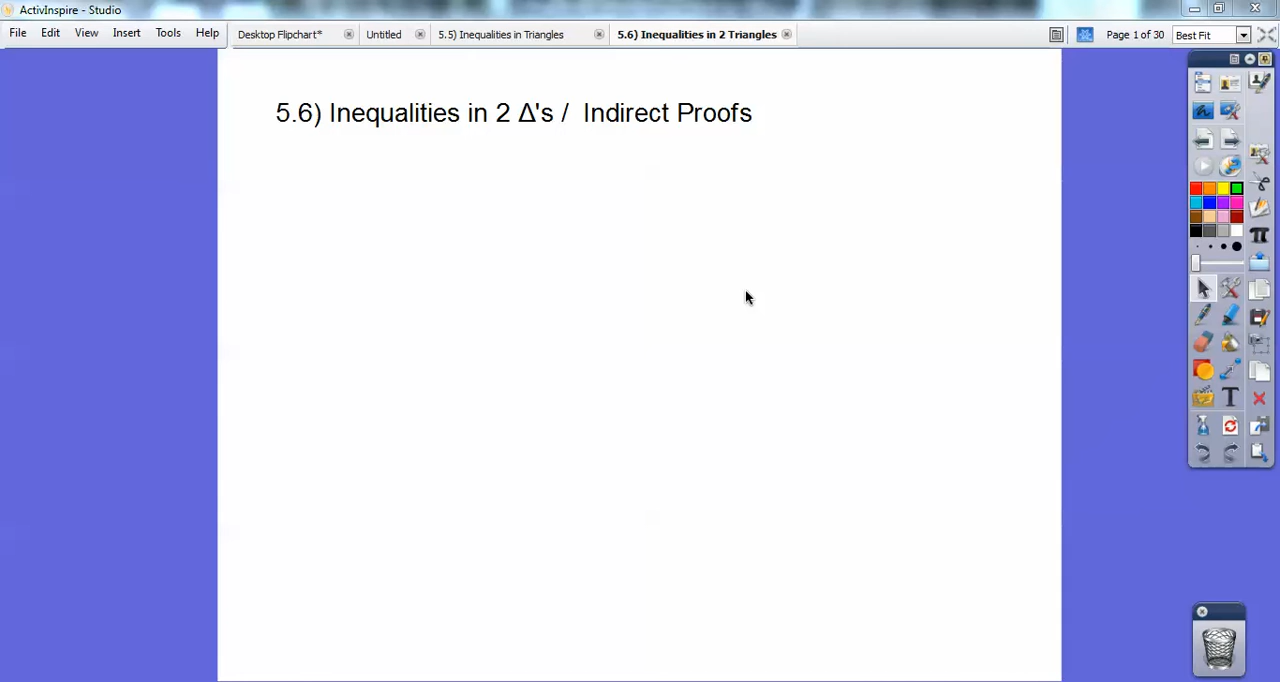 ActivInspire - Studio
File Edit View Insert Tools Help
Desktop Flipchart* Untitled 5.5) Inequalities in Triangles 5.6) Inequalities in 2 Triangles Page 1 of 30 Best Fit
5.6) Inequalities in 2 Δ's / Indirect Proofs